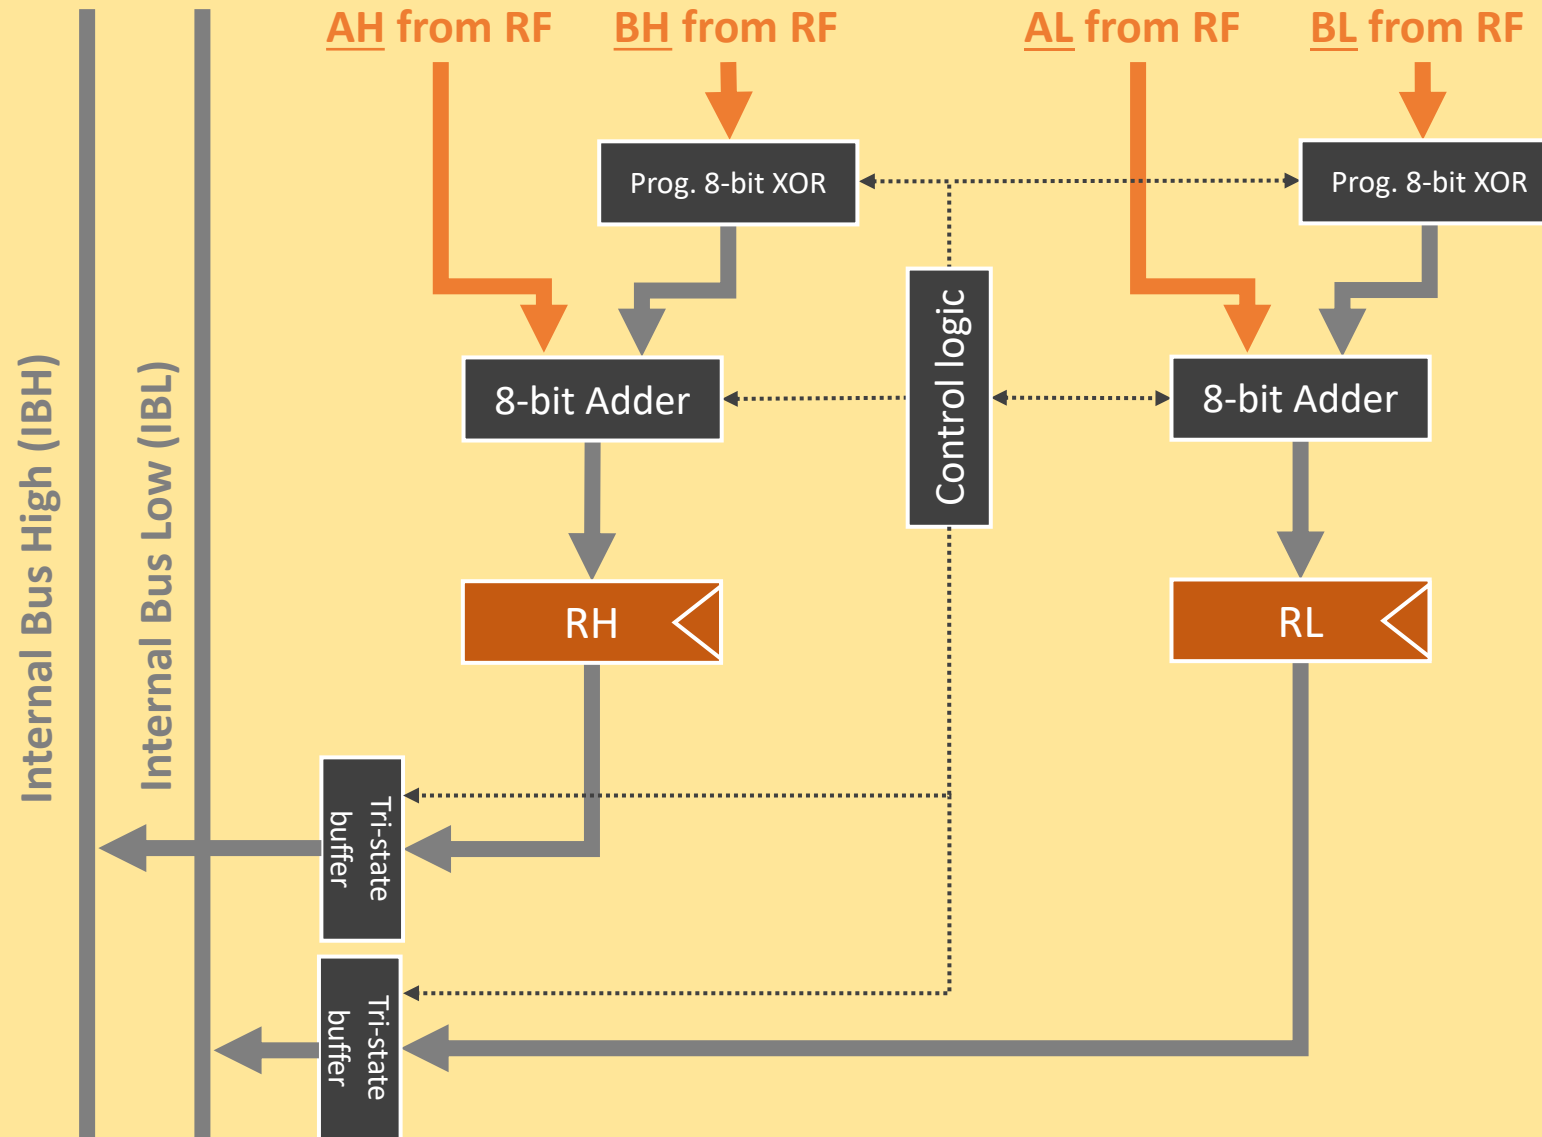 AH from RF
BH from RF
AL from RF
BL from RF
Prog. 8-bit XOR
Prog. 8-bit XOR
Control logic
8-bit Adder
8-bit Adder
Internal Bus High (IBH)
Internal Bus Low (IBL)
RH
RL
Tri-state
buffer
Tri-state
buffer